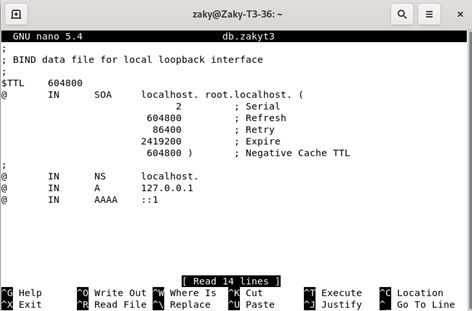 zaky@Zaky-T3-36: ~
GNU nano 5.4 db.zakyt3
;
; BIND data file for local loopback interface
;
$TTL 604800
@ IN SOA localhost. root.localhost. (
2 ; Serial
604800 ; Refresh
86400 ; Retry
2419200 ; Expire
604800 ) ; Negative Cache TTL
;
@ IN NS localhost.
@ IN A 127.0.0.1
@ IN AAAA ::1
[ Read 14 lines ]
^G Help ^O Write Out ^W Where Is ^K Cut ^T Execute ^C Location
^X Exit ^R Read File ^\ Replace ^U Paste ^J Justify ^_ Go To Line